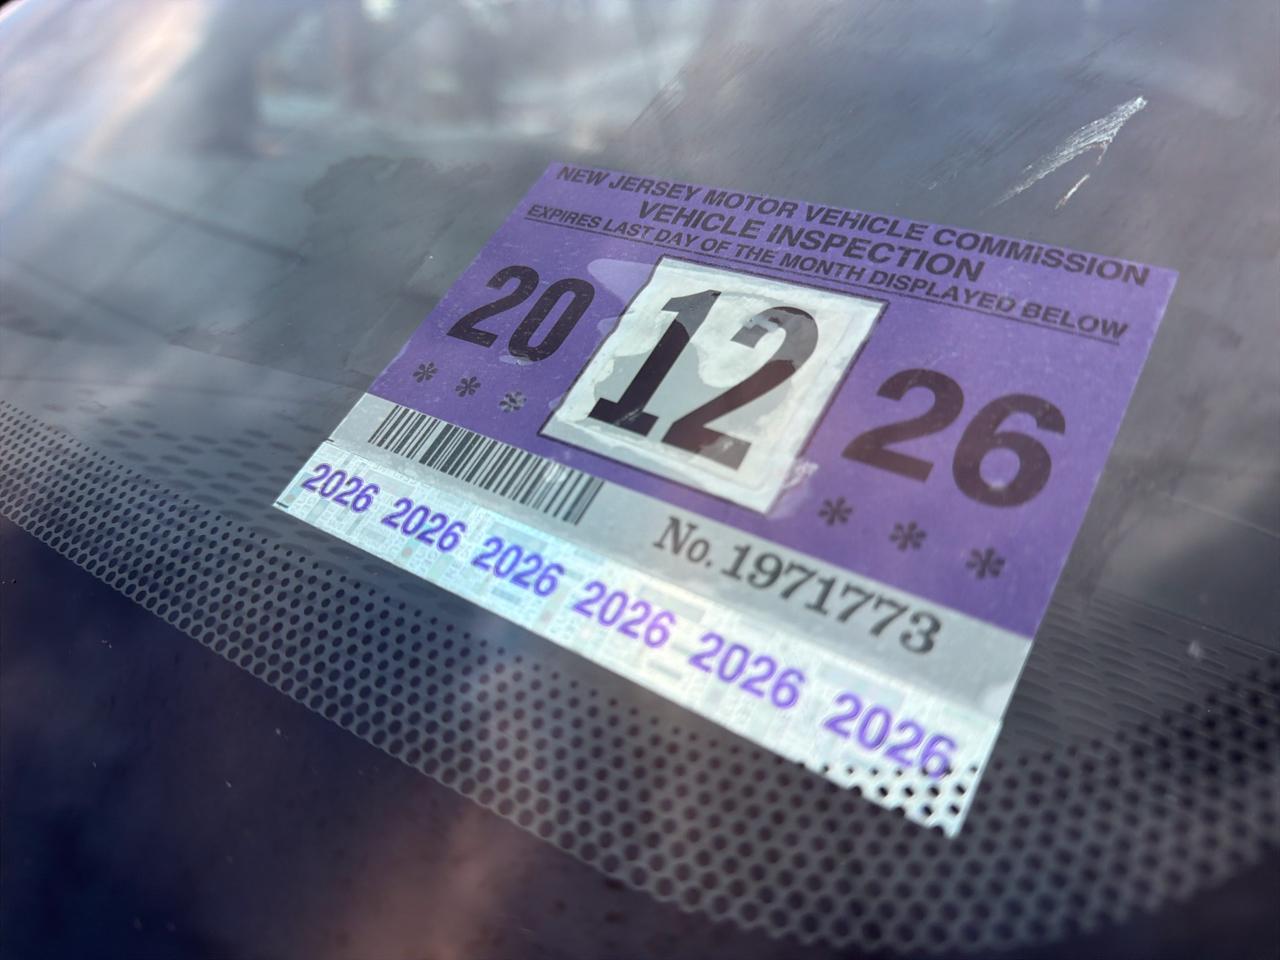 NEW JERSEY MOTOR VEHICLE COMMISSION
VEHICLE INSPECTION
EXPIRES LAST DAY OF THE MONTH DISPLAYED BELOW
20 12 26
* * * * * *
No. 1971773
2026 2026 2026 2026 2026 2026